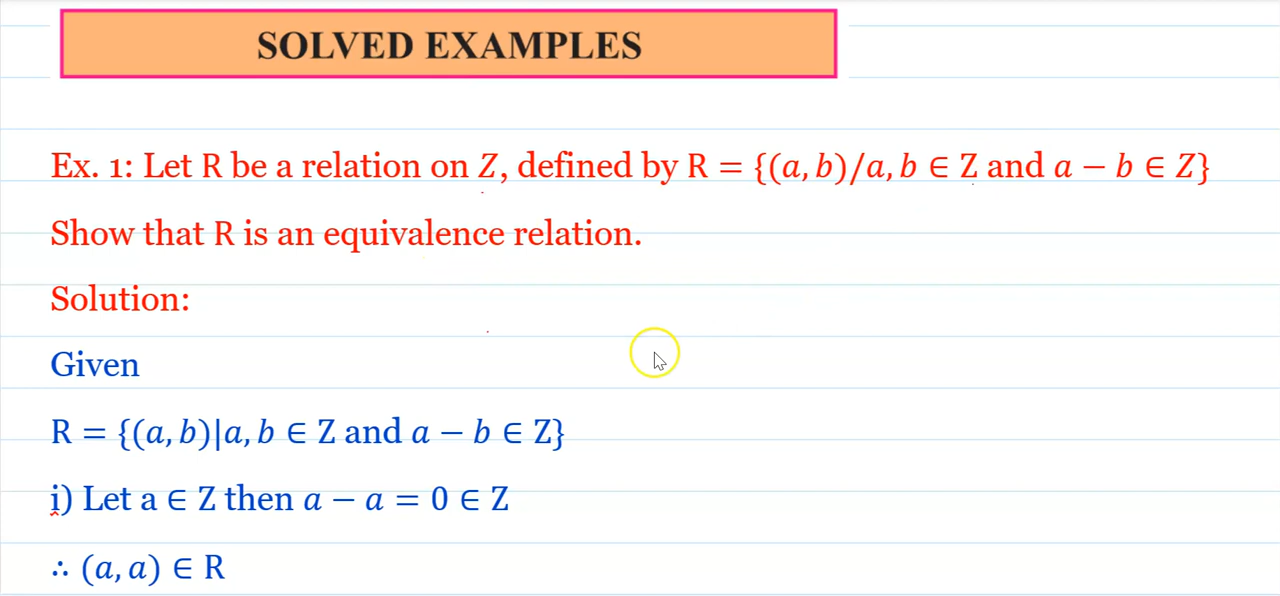 SOLVED EXAMPLES
Ex. 1: Let R be a relation on Z, defined by R = {(a, b)/a, b ∈ Z and a − b ∈ Z}
Show that R is an equivalence relation.
Solution:
Given
R = {(a, b)|a, b ∈ Z and a − b ∈ Z}
i) Let a ∈ Z then a − a = 0 ∈ Z
∴ (a, a) ∈ R